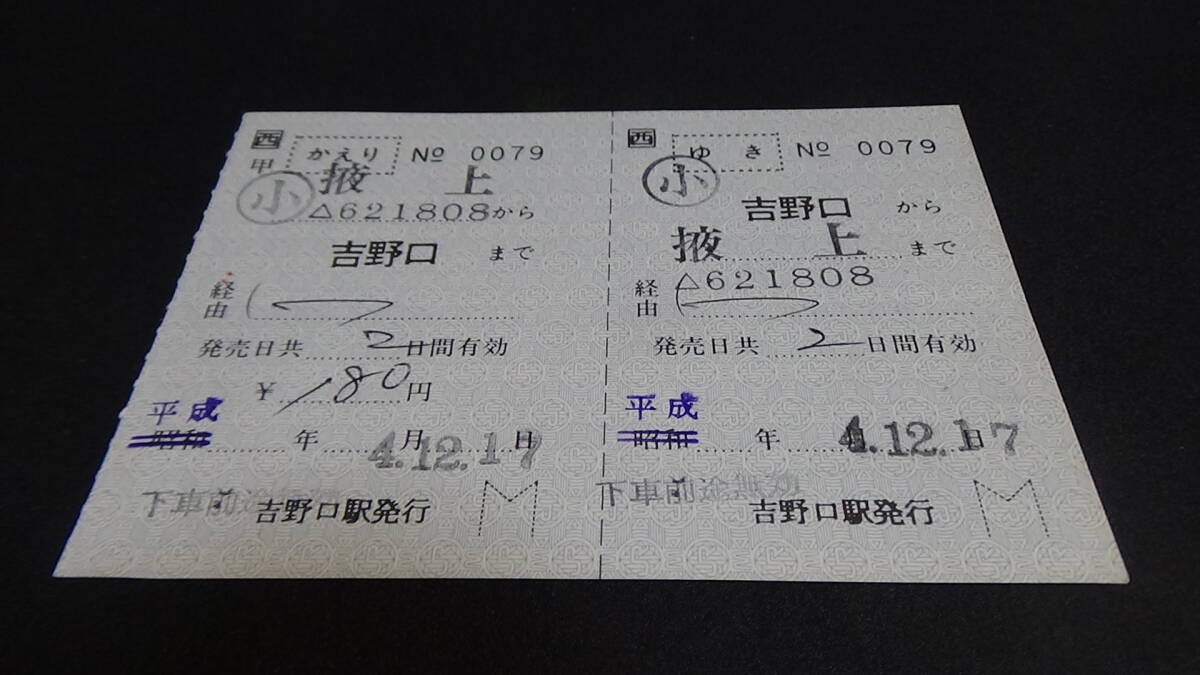 西
甲 かえり № 0079
小 掖上
△621808から
吉野口 まで
経由
発売日共 2日間有効
¥180円
平成
昭和 年 月 日
4.12.17
下車前途無効
吉野口駅発行
M
西
ゆき № 0079
小
吉野口 から
掖上 まで
△621808
経由
発売日共 2日間有効
平成
昭和 年 月 日
4.12.17
下車前途無効
吉野口駅発行
M